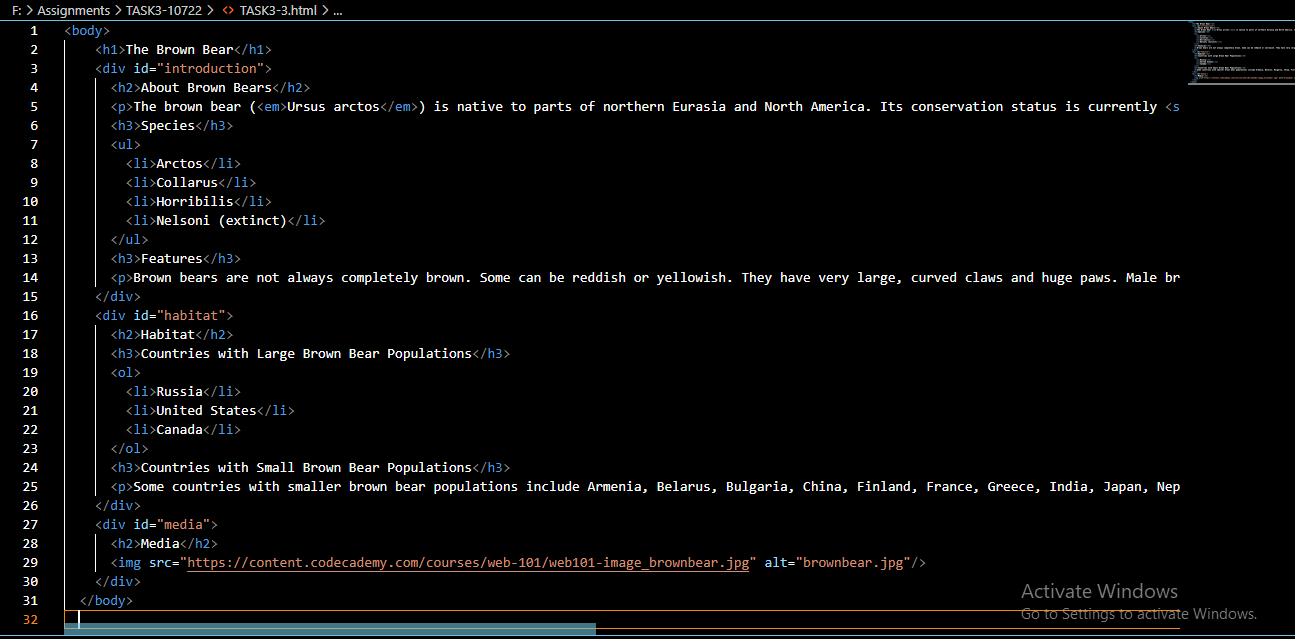 F: > Assignments > TASK3-10722 > <> TASK3-3.html > ...
1 <body>
2 <h1>The Brown Bear</h1>
3 <div id="introduction">
4 <h2>About Brown Bears</h2>
5 <p>The brown bear (<em>Ursus arctos</em>) is native to parts of northern Eurasia and North America. Its conservation status is currently <s
6 <h3>Species</h3>
7 <ul>
8 <li>Arctos</li>
9 <li>Collarus</li>
10 <li>Horribilis</li>
11 <li>Nelsoni (extinct)</li>
12 </ul>
13 <h3>Features</h3>
14 <p>Brown bears are not always completely brown. Some can be reddish or yellowish. They have very large, curved claws and huge paws. Male br
15 </div>
16 <div id="habitat">
17 <h2>Habitat</h2>
18 <h3>Countries with Large Brown Bear Populations</h3>
19 <ol>
20 <li>Russia</li>
21 <li>United States</li>
22 <li>Canada</li>
23 </ol>
24 <h3>Countries with Small Brown Bear Populations</h3>
25 <p>Some countries with smaller brown bear populations include Armenia, Belarus, Bulgaria, China, Finland, France, Greece, India, Japan, Nep
26 </div>
27 <div id="media">
28 <h2>Media</h2>
29 <img src="https://content.codecademy.com/courses/web-101/web101-image_brownbear.jpg" alt="brownbear.jpg"/>
30 </div>
31 </body>
32
Activate Windows
Go to Settings to activate Windows.